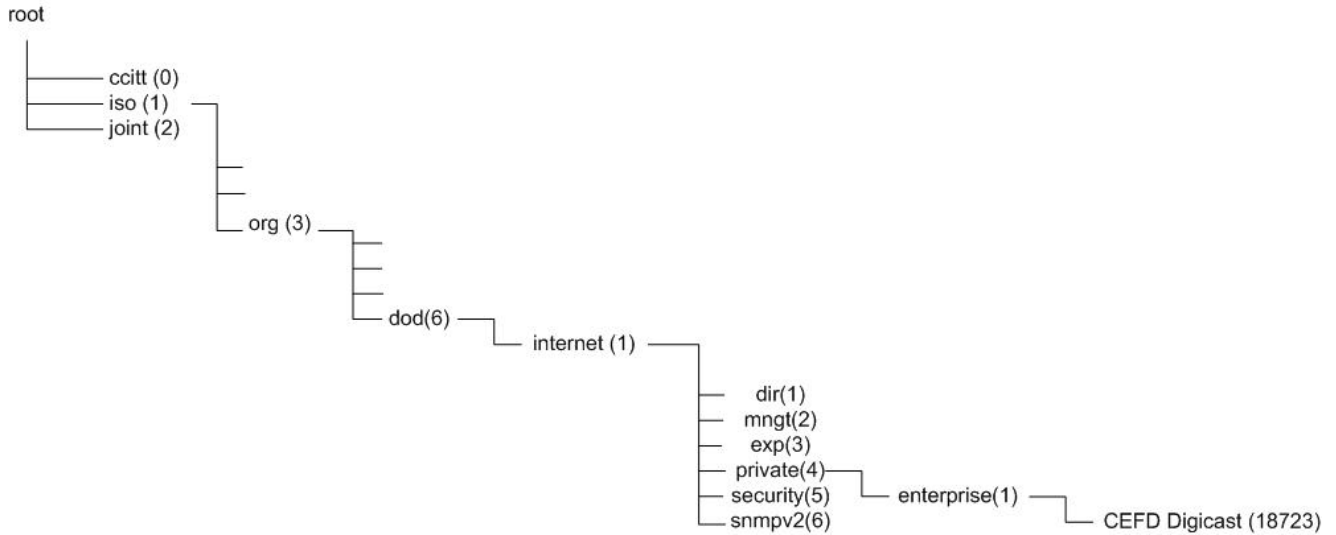 root
ccitt (0)
iso (1)
joint (2)
org (3)
dod(6)
internet (1)
dir(1)
mngt(2)
exp(3)
private(4)
security(5)
enterprise(1)
snmpv2(6)
CEFD Digicast (18723)